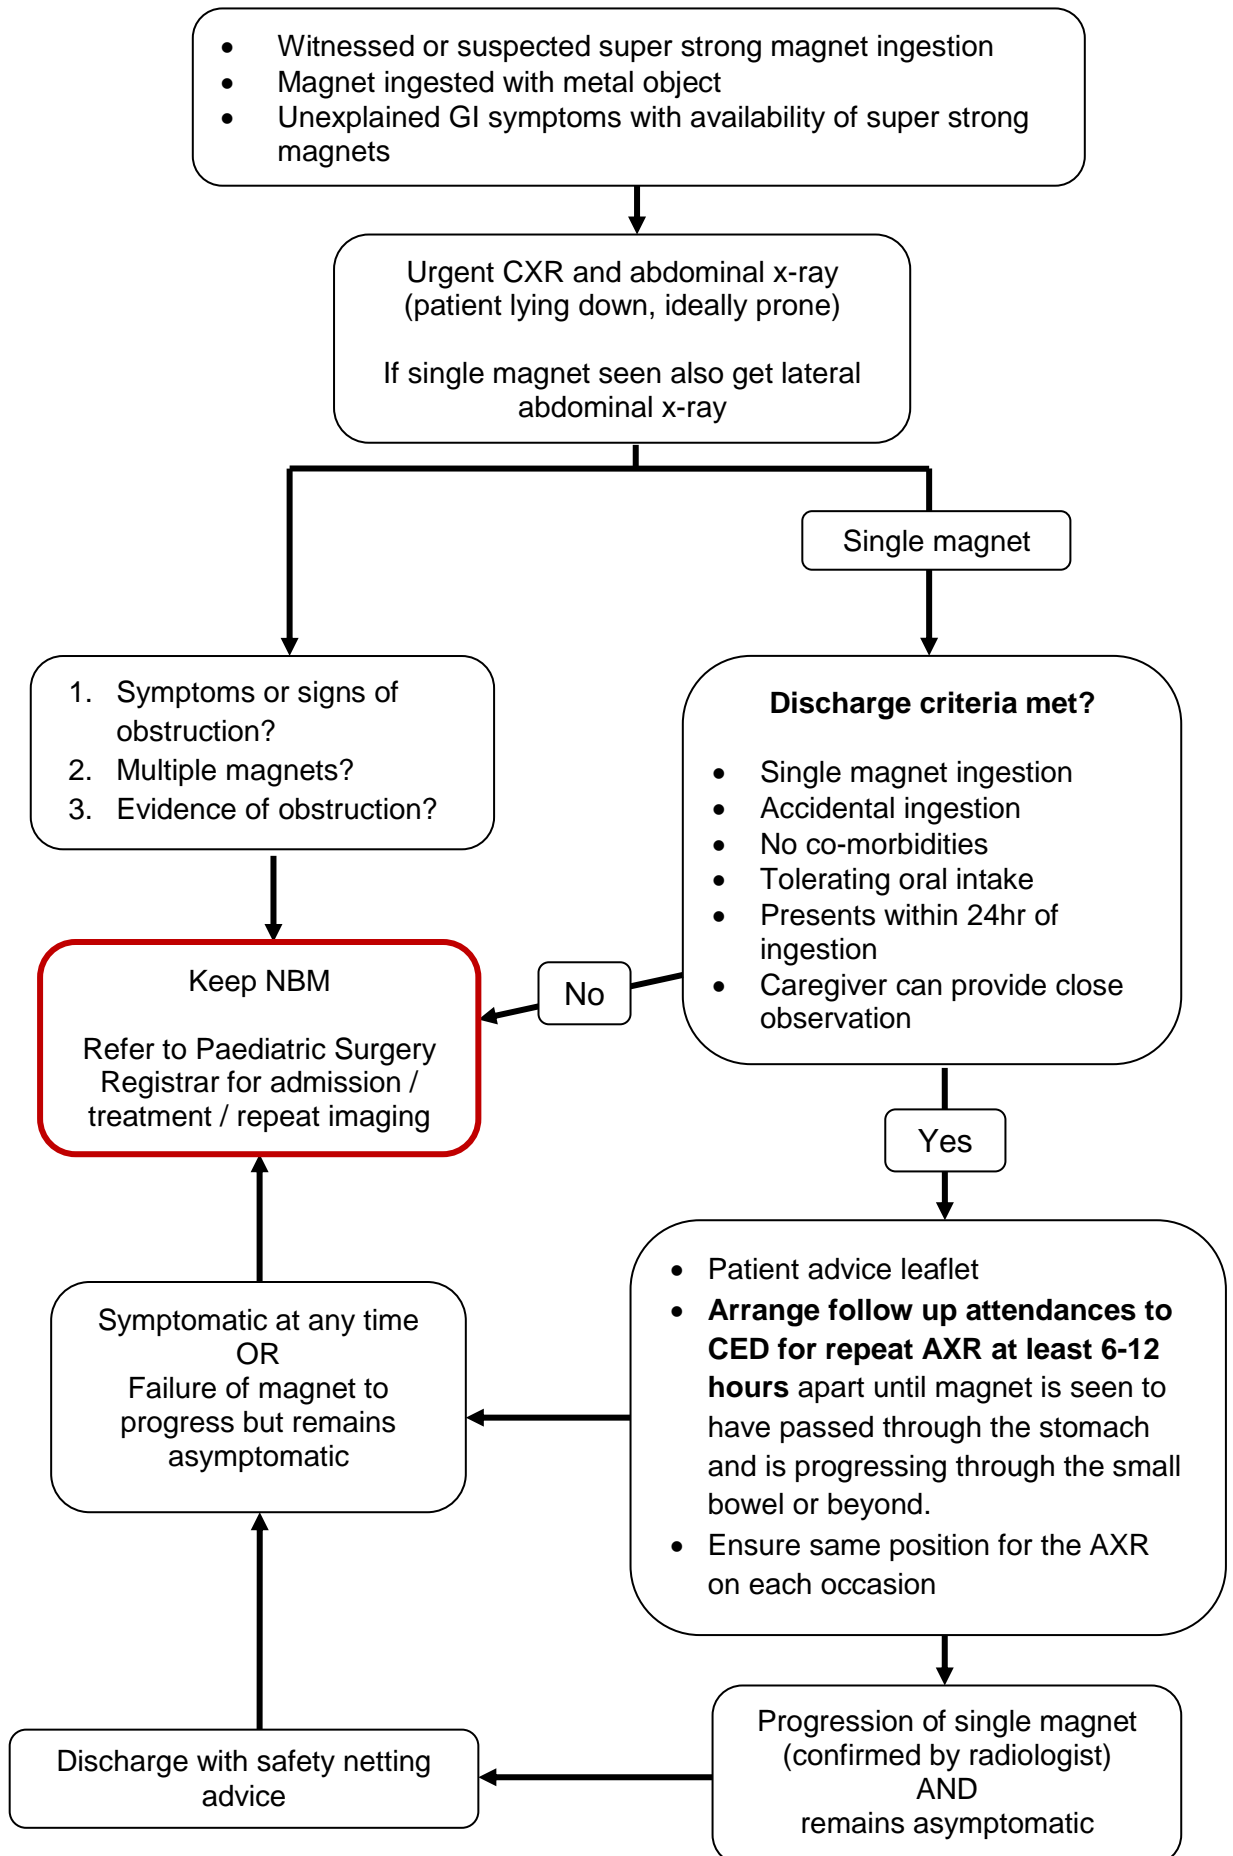 • Witnessed or suspected super strong magnet ingestion
• Magnet ingested with metal object
• Unexplained GI symptoms with availability of super strong
magnets
Urgent CXR and abdominal x-ray
(patient lying down, ideally prone)
If single magnet seen also get lateral
abdominal x-ray
Single magnet
1. Symptoms or signs of
obstruction?
2. Multiple magnets?
3. Evidence of obstruction?
Discharge criteria met?
• Single magnet ingestion
• Accidental ingestion
• No co-morbidities
• Tolerating oral intake
• Presents within 24hr of
ingestion
• Caregiver can provide close
observation
No
Keep NBM
Refer to Paediatric Surgery
Registrar for admission /
treatment / repeat imaging
Yes
• Patient advice leaflet
• Arrange follow up attendances to
CED for repeat AXR at least 6-12
hours apart until magnet is seen to
have passed through the stomach
and is progressing through the small
bowel or beyond.
• Ensure same position for the AXR
on each occasion
Symptomatic at any time
OR
Failure of magnet to
progress but remains
asymptomatic
Progression of single magnet
(confirmed by radiologist)
AND
remains asymptomatic
Discharge with safety netting
advice